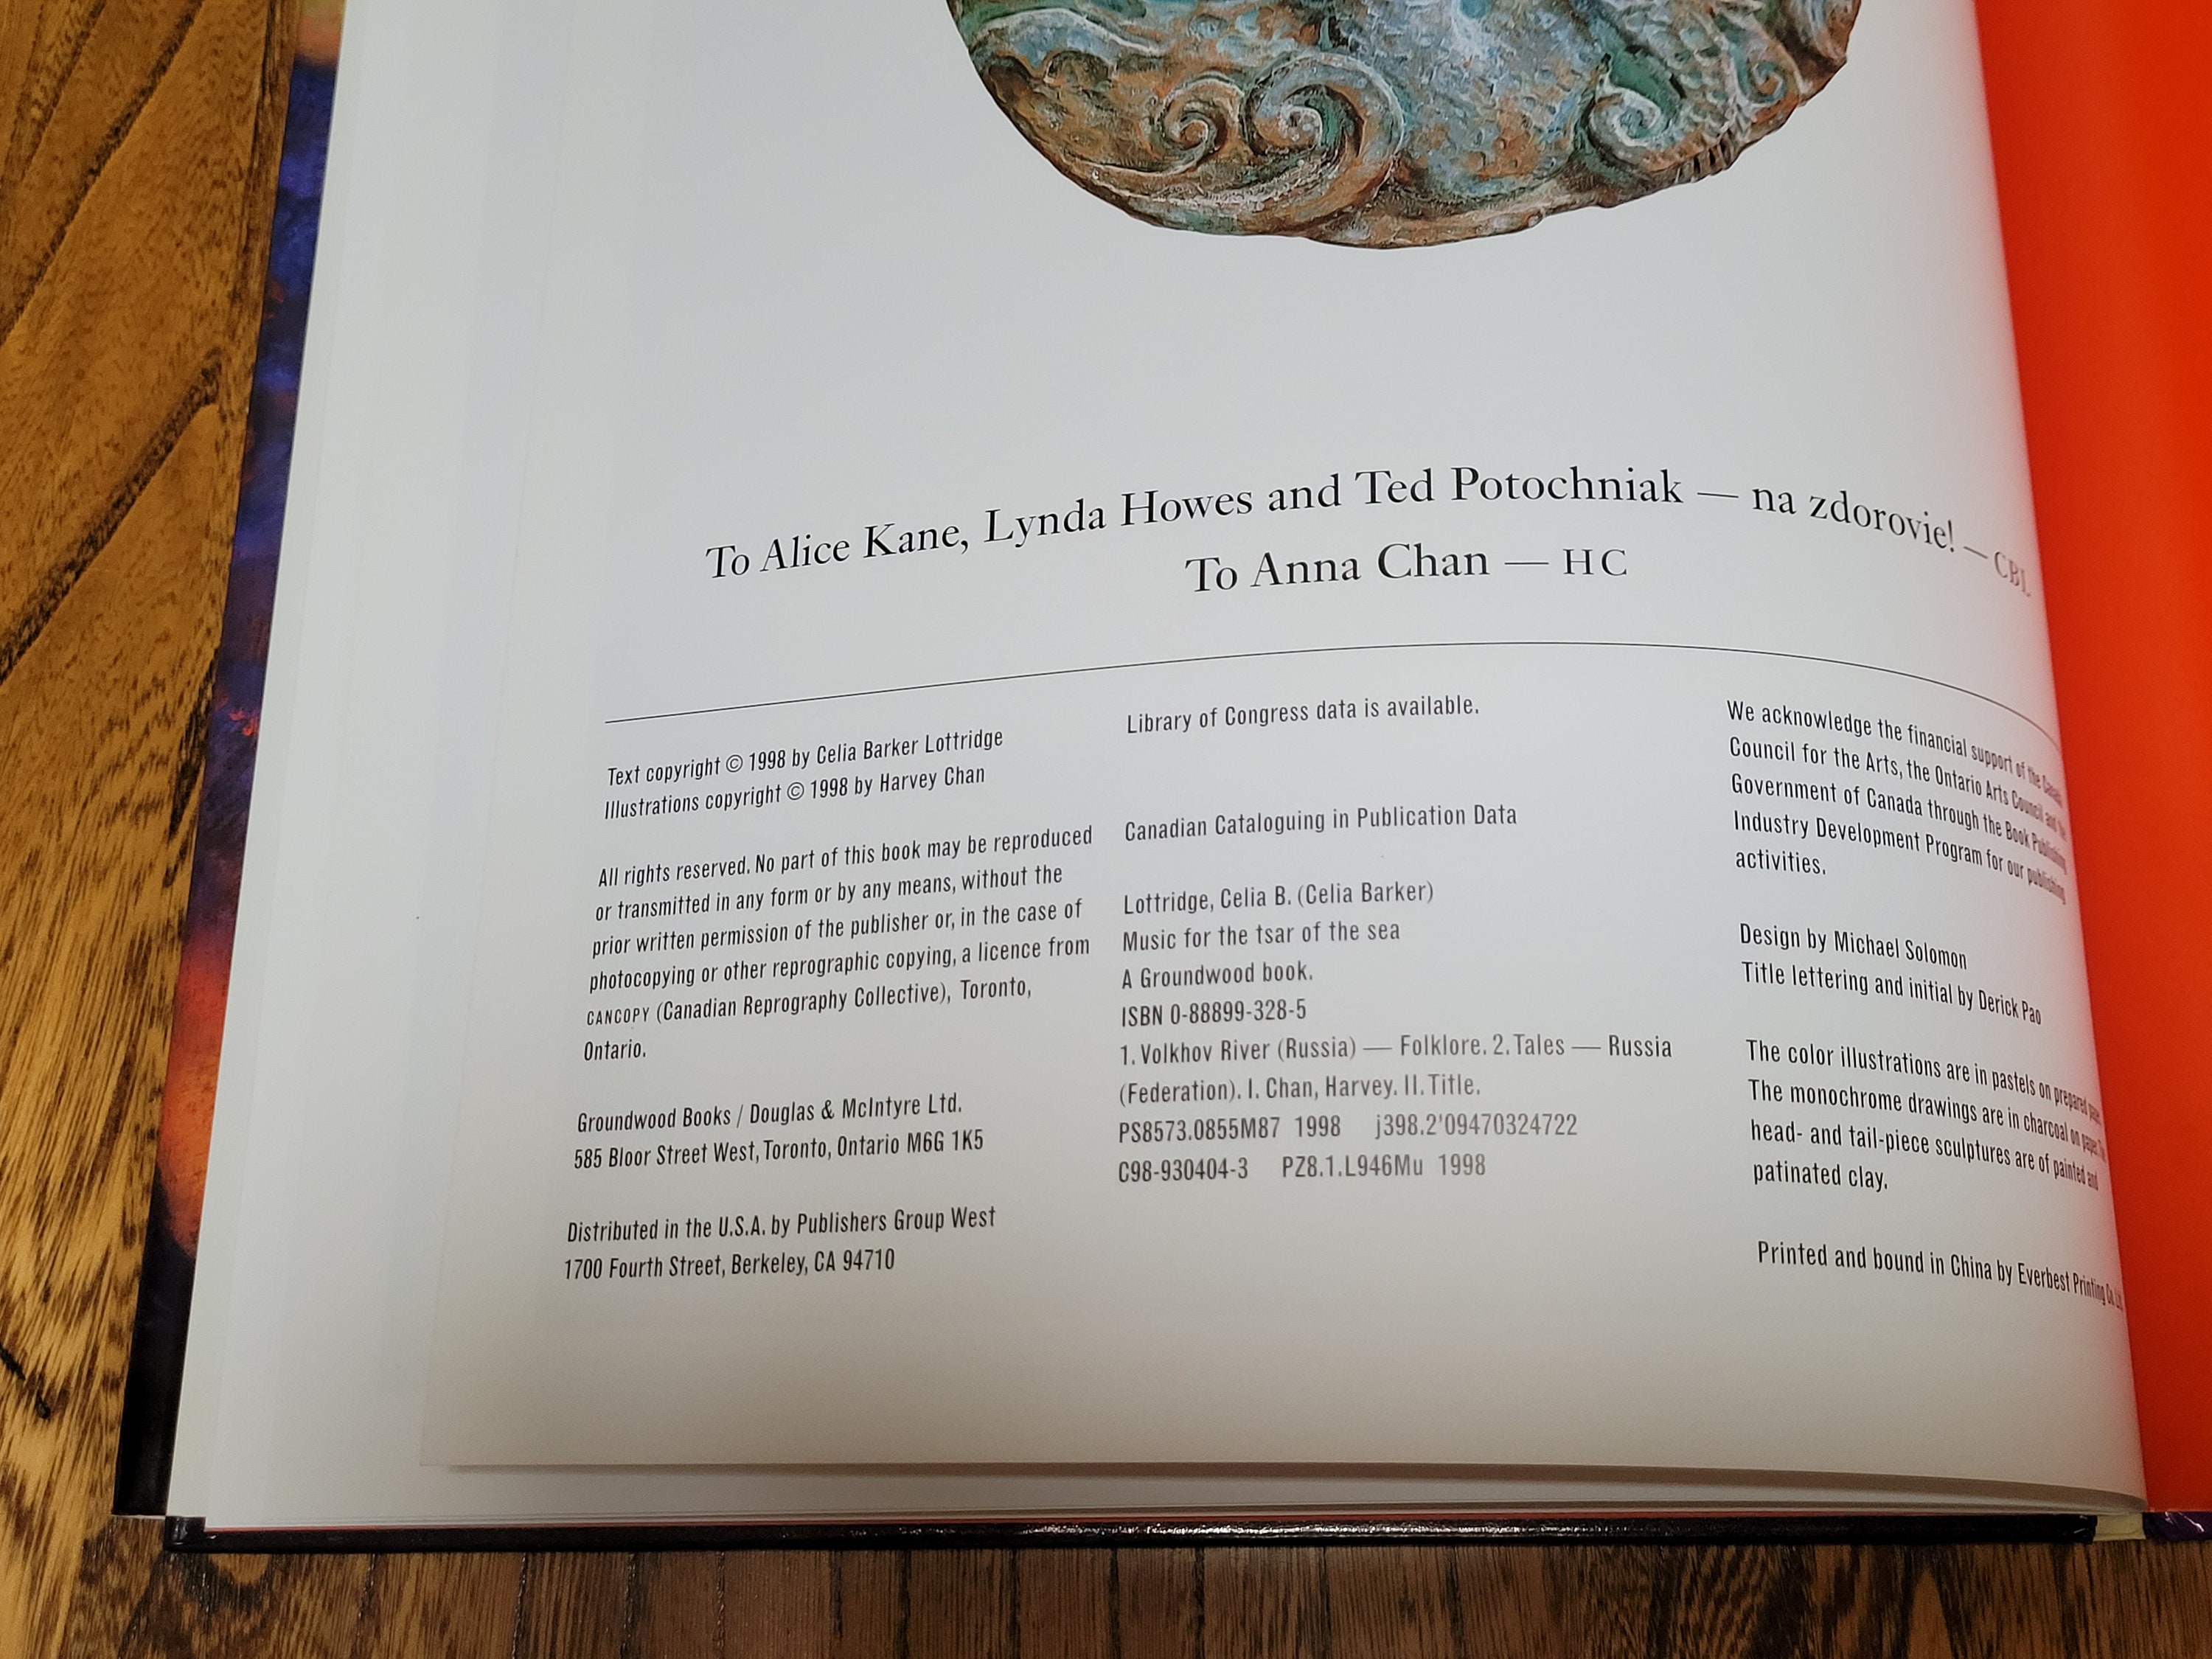 To Alice Kane, Lynda Howes and Ted Potochniak — na zdorovie! — CBL
To Anna Chan — HC
Text copyright © 1998 by Celia Barker Lottridge
Illustrations copyright © 1998 by Harvey Chan
All rights reserved. No part of this book may be reproduced
or transmitted in any form or by any means, without the
prior written permission of the publisher or, in the case of
photocopying or other reprographic copying, a licence from
CANCOPY (Canadian Reprography Collective), Toronto,
Ontario.
Groundwood Books / Douglas & McIntyre Ltd.
585 Bloor Street West, Toronto, Ontario M6G 1K5
Distributed in the U.S.A. by Publishers Group West
1700 Fourth Street, Berkeley, CA 94710
Library of Congress data is available.
Canadian Cataloguing in Publication Data
Lottridge, Celia B. (Celia Barker)
Music for the tsar of the sea
A Groundwood book.
ISBN 0-88899-328-5
1. Volkhov River (Russia) — Folklore. 2. Tales — Russia
(Federation). I. Chan, Harvey. II. Title.
PS8573.0855M87 1998 j398.2'09470324722
C98-930404-3 PZ8.1.L946Mu 1998
We acknowledge the financial support of the Canada
Council for the Arts, the Ontario Arts Council and the
Government of Canada through the Book Publishing
Industry Development Program for our publishing
activities.
Design by Michael Solomon
Title lettering and initial by Derick Pao
The color illustrations are in pastels on prepared paper.
The monochrome drawings are in charcoal on paper. The
head- and tail-piece sculptures are of painted and
patinated clay.
Printed and bound in China by Everbest Printing Co. Ltd.